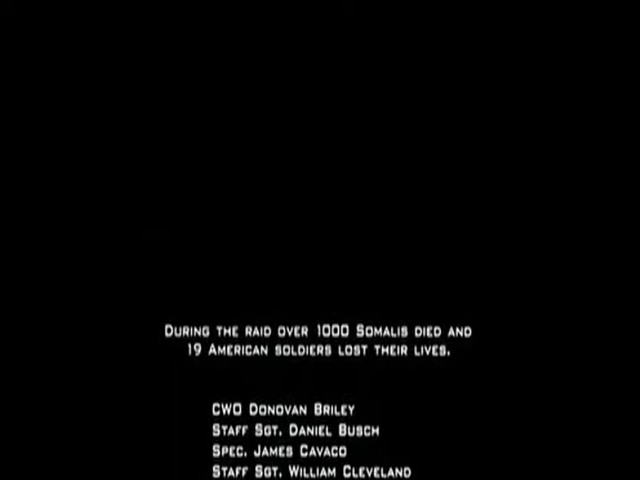 During the raid over 1000 Somalis died and
19 American soldiers lost their lives.
CWO Donovan Briley
Staff Sgt. Daniel Busch
Spec. James Cavaco
Staff Sgt. William Cleveland